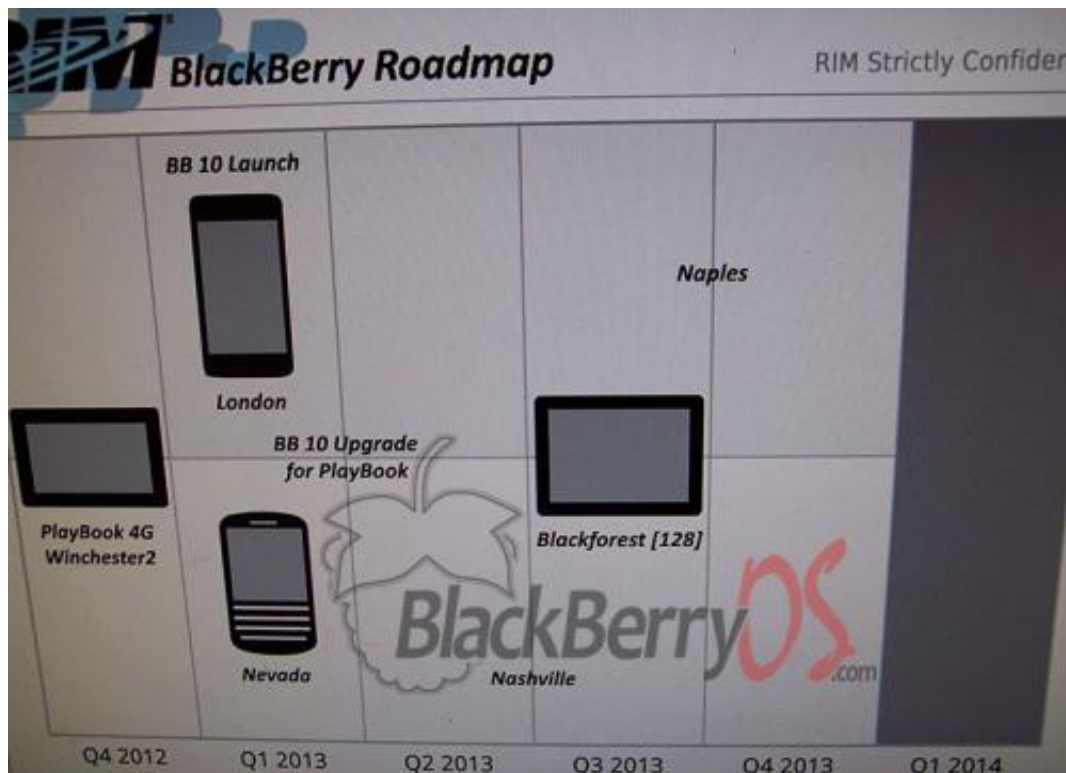 RIM BlackBerry Roadmap
RIM Strictly Confiden
BB 10 Launch
Naples
London
BB 10 Upgrade
for PlayBook
PlayBook 4G
Winchester2
Blackforest [128]
BlackBerryOS
.com
Nevada
Nashville
Q4 2012
Q1 2013
Q2 2013
Q3 2013
Q4 2013
Q1 2014